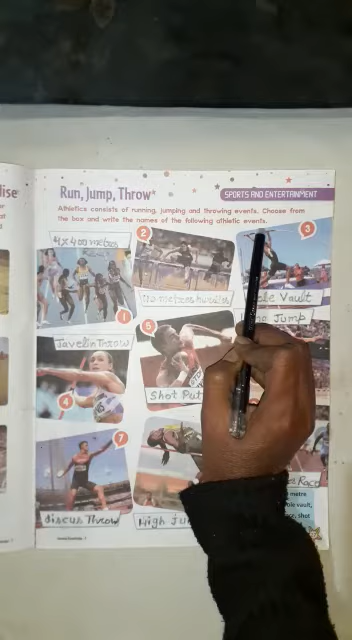 Run, Jump, Throw*
SPORTS AND ENTERTAINMENT
Athletics consists of running, jumping and throwing events. Choose from
the box and write the names of the following athletic events.
4x400 metres
1
2
110 metres hurdles
3
Vault
Javelin Throw
4
5
Shot Put
Jump
7
discus Throw
High
Race
metre
vault,
shot